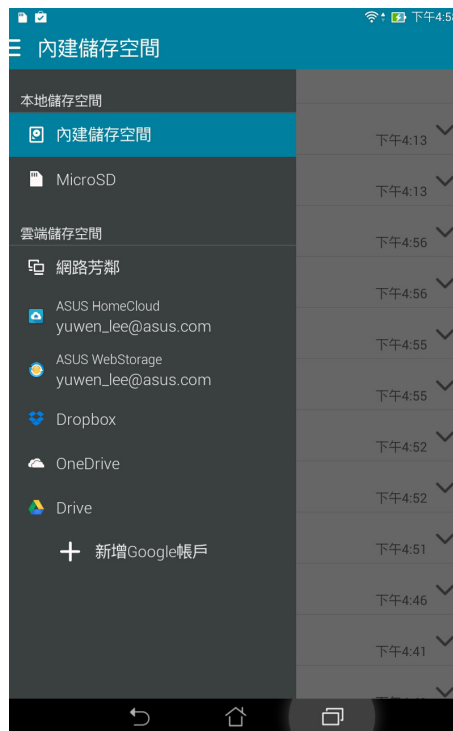 下午4:5
內建儲存空間
本地儲存空間
內建儲存空間
MicroSD
雲端儲存空間
網路芳鄰
ASUS HomeCloud
yuwen_lee@asus.com
ASUS WebStorage
yuwen_lee@asus.com
Dropbox
OneDrive
Drive
新增Google帳戶
下午4:13
下午4:13
下午4:56
下午4:56
下午4:55
下午4:55
下午4:52
下午4:52
下午4:51
下午4:46
下午4:41